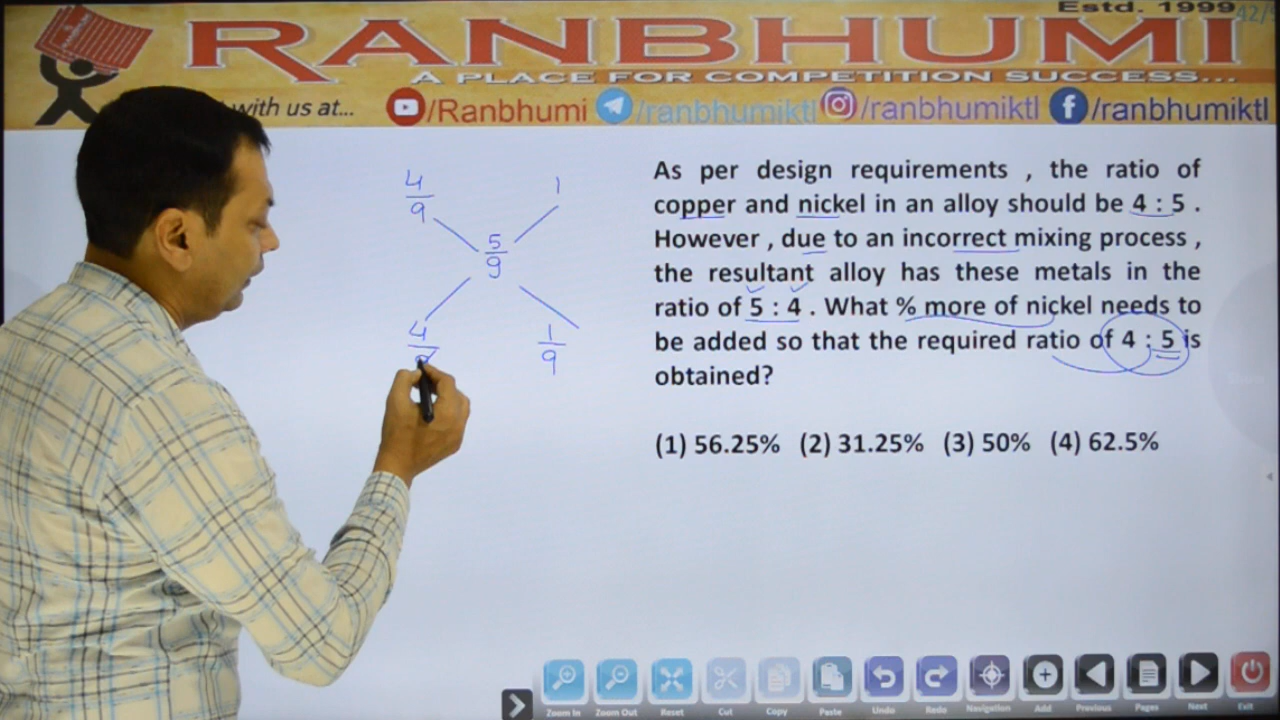 Estd. 1999
42/
RANBHUMI
A PLACE FOR COMPETITION SUCCESS...
with us at...
/Ranbhumi /ranbhumiktl /ranbhumiktl /ranbhumiktl
4/9 1
5/9
4/9 1/9
As per design requirements , the ratio of
copper and nickel in an alloy should be 4 : 5 .
However , due to an incorrect mixing process ,
the resultant alloy has these metals in the
ratio of 5 : 4 . What % more of nickel needs to
be added so that the required ratio of 4 : 5 is
obtained?
(1) 56.25% (2) 31.25% (3) 50% (4) 62.5%
Zoom In Zoom Out Reset Cut Copy Paste Undo Redo Navigation Add Previous Pages Next Exit